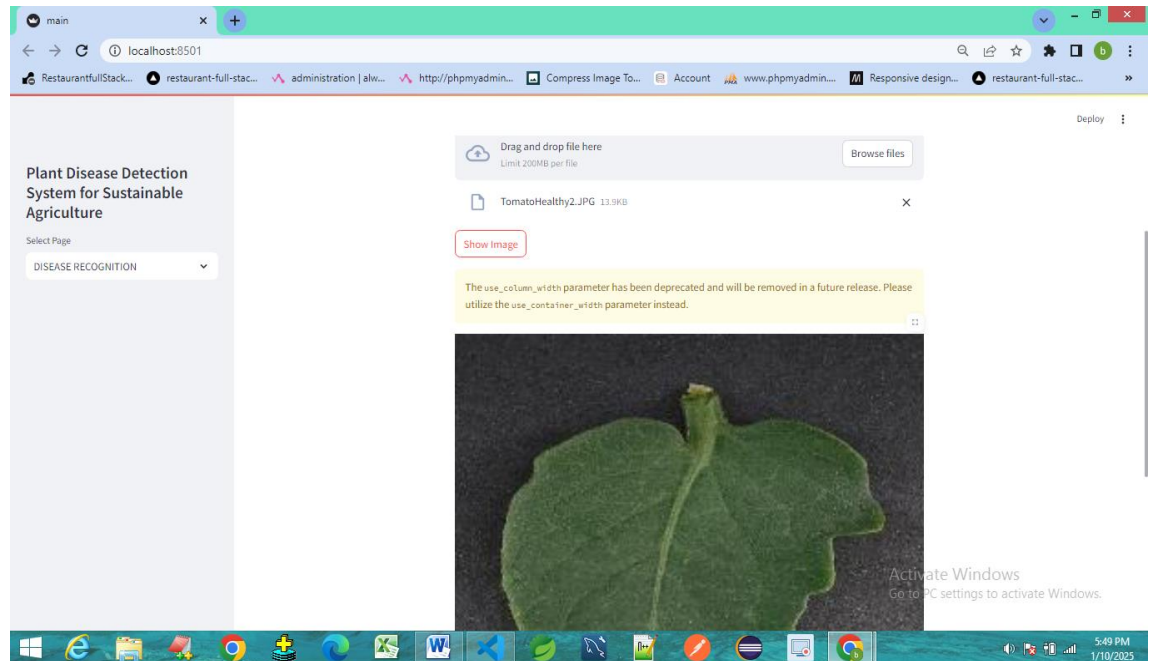 main
localhost:8501
b
RestaurantfullStack... restaurant-full-stac... administration | alw... http://phpmyadmin... Compress Image To... Account www.phpmyadmin.... Responsive design... restaurant-full-stac... »
Deploy
Plant Disease Detection
System for Sustainable
Agriculture
Select Page
DISEASE RECOGNITION
Drag and drop file here
Limit 200MB per file
Browse files
TomatoHealthy2.JPG 13.9KB
Show Image
The use_column_width parameter has been deprecated and will be removed in a future release. Please
utilize the use_container_width parameter instead.
Activate Windows
Go to PC settings to activate Windows.
5:49 PM
1/10/2025